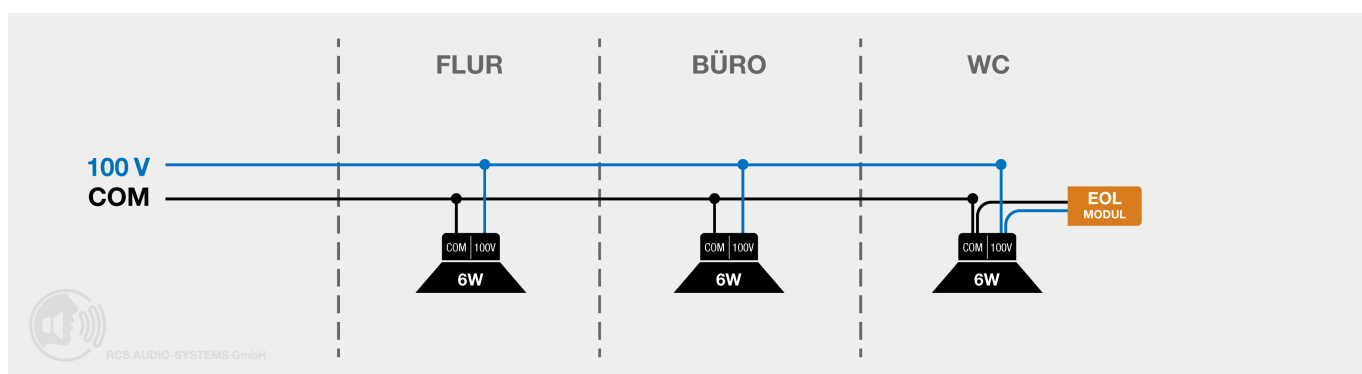 FLUR
BÜRO
WC
100 V
COM
EOL
MODUL
COM 100V
6W
COM 100V
6W
COM 100V
6W
RCS AUDIO-SYSTEMS GmbH